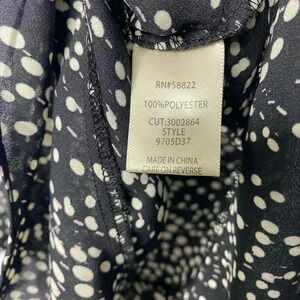 RN#58822
100%POLYESTER
CUT:3002864
STYLE
9705D37
MADE IN CHINA
CARE ON REVERSE